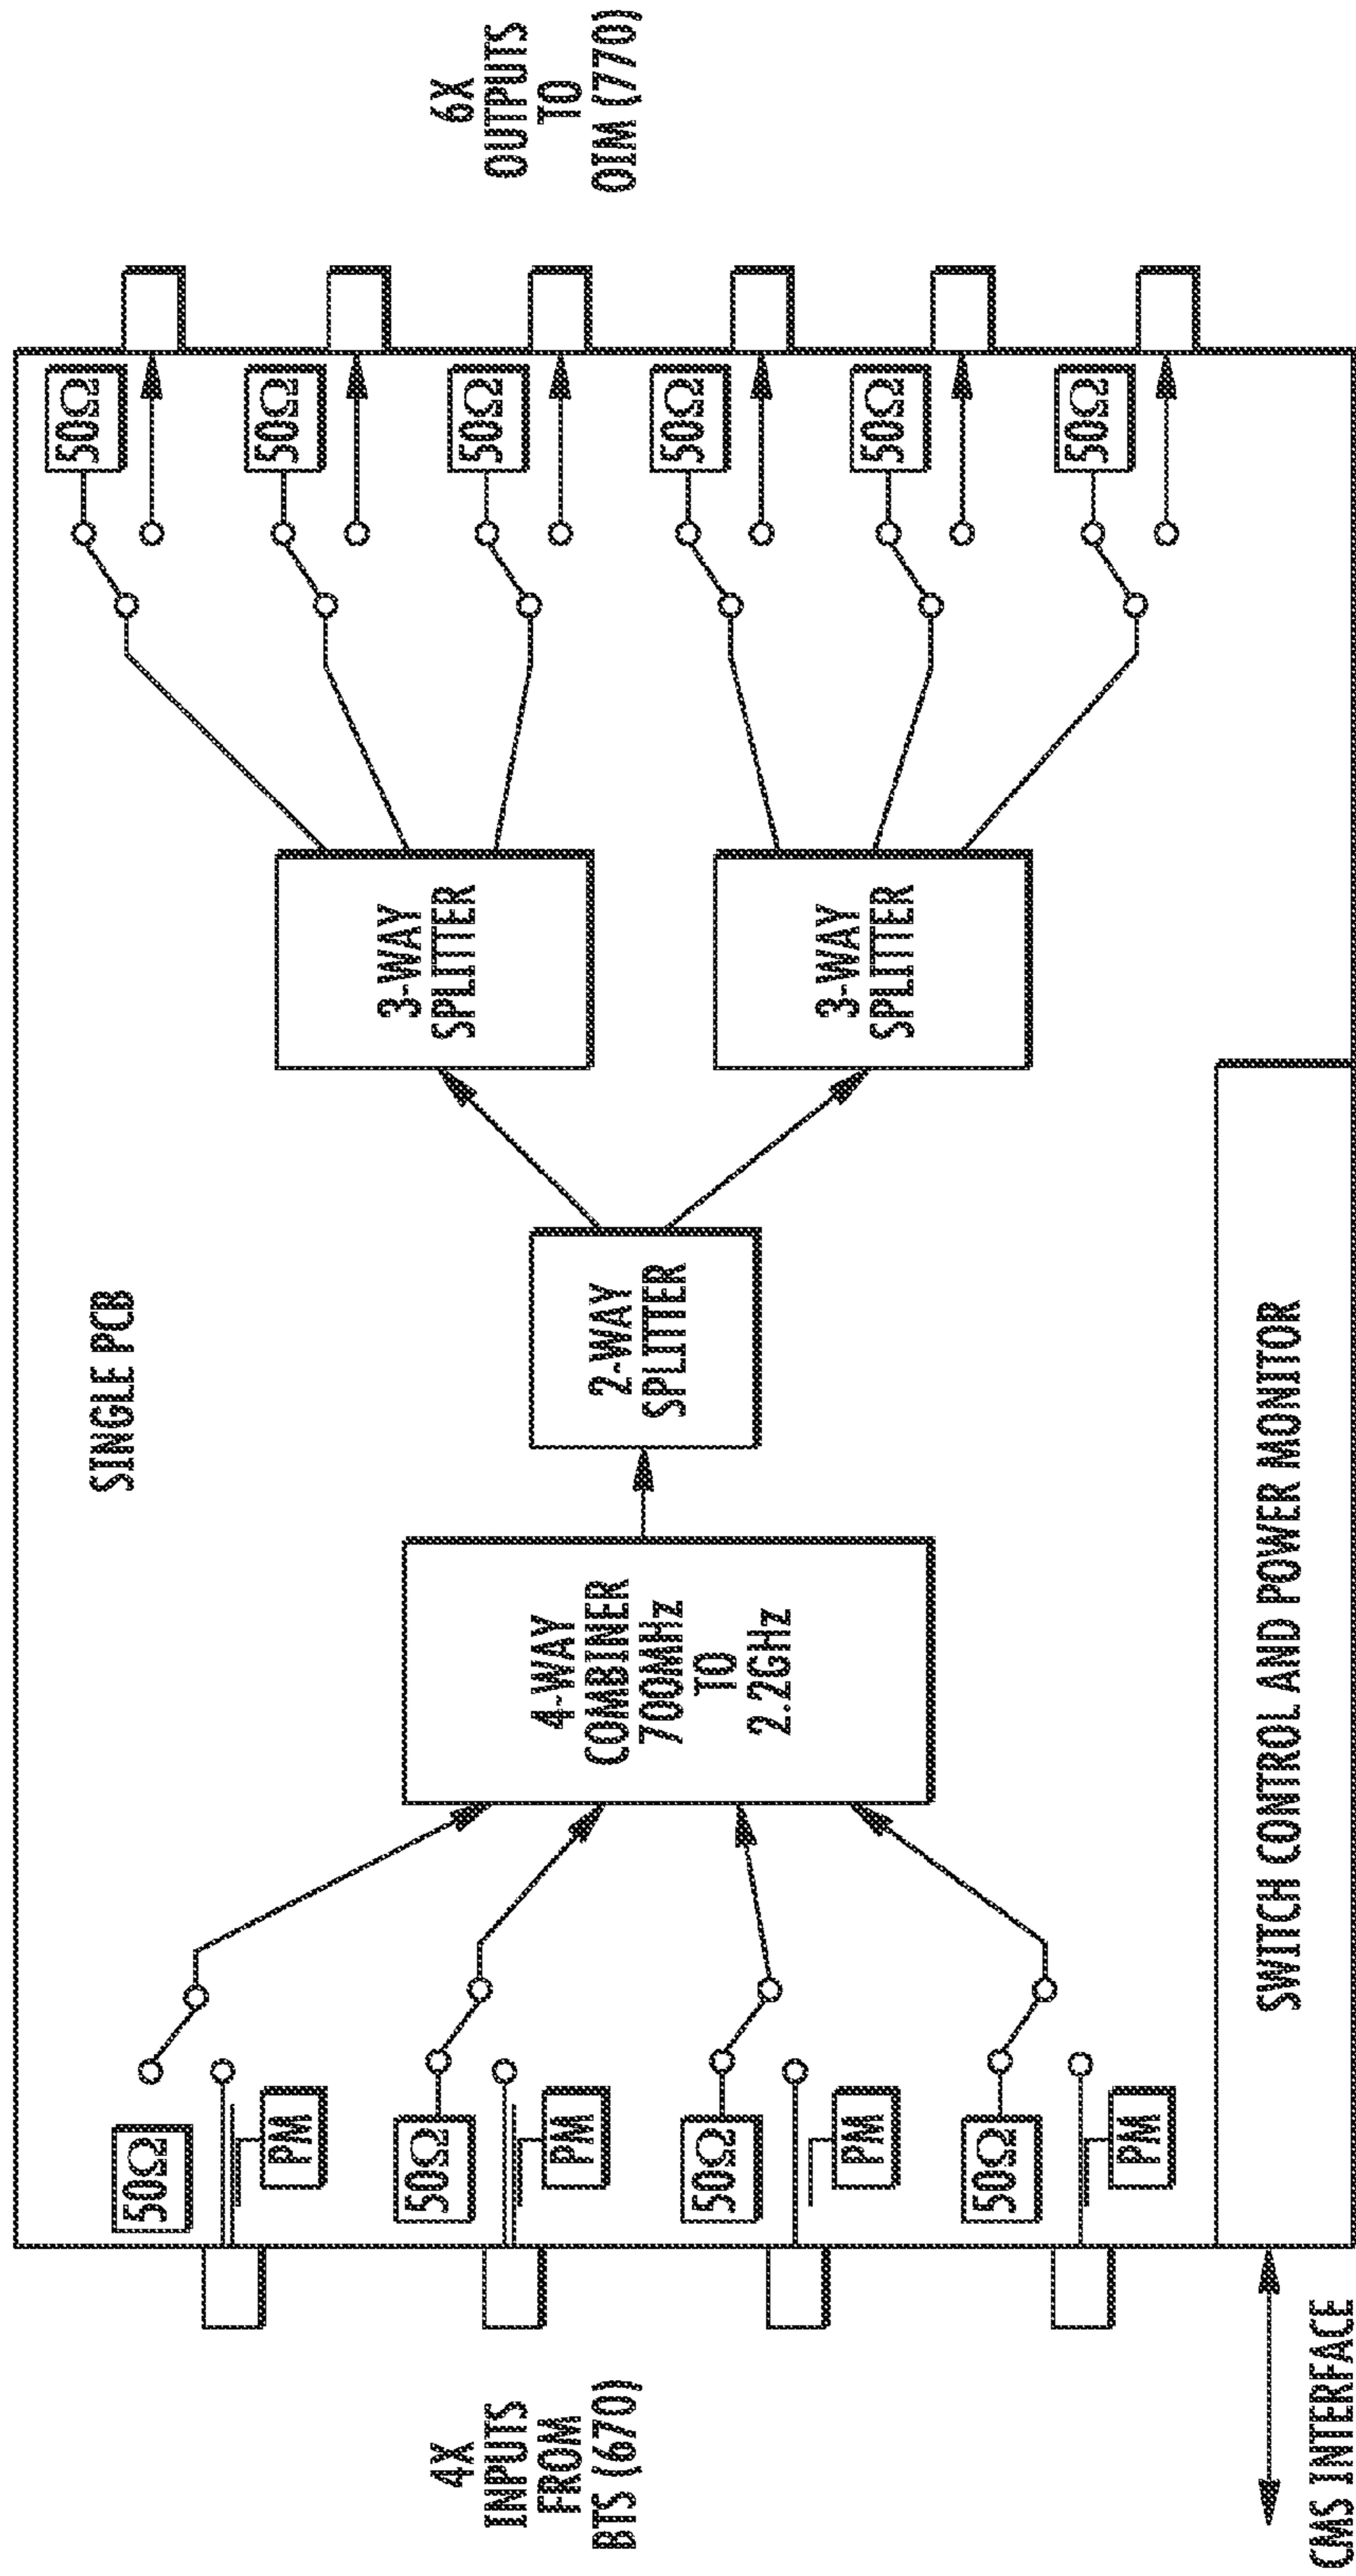 SINGLE PCB
4X
INPUTS
FROM
BTS (670)
50Ω
PM
50Ω
PM
50Ω
PM
50Ω
PM
4-WAY
COMBINER
700MHz
TO
2.2GHz
2-WAY
SPLITTER
3-WAY
SPLITTER
3-WAY
SPLITTER
50Ω
50Ω
50Ω
50Ω
50Ω
50Ω
6X
OUTPUTS
TO
OIM (770)
SWITCH CONTROL AND POWER MONITOR
CMS INTERFACE